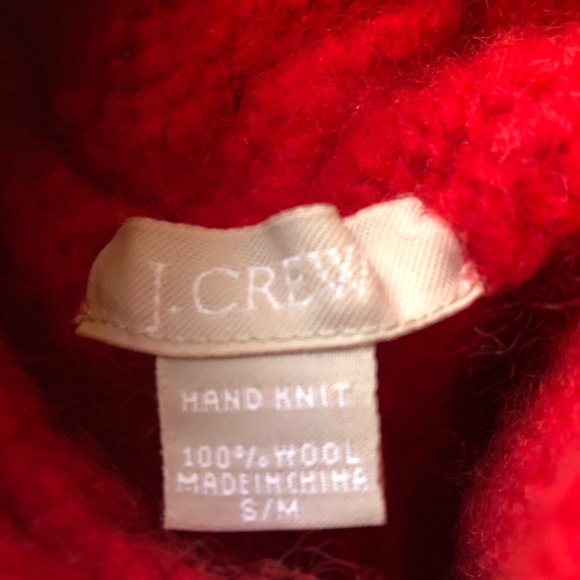 J.CREW
HAND KNIT
100% WOOL
MADE IN CHINA
S/M